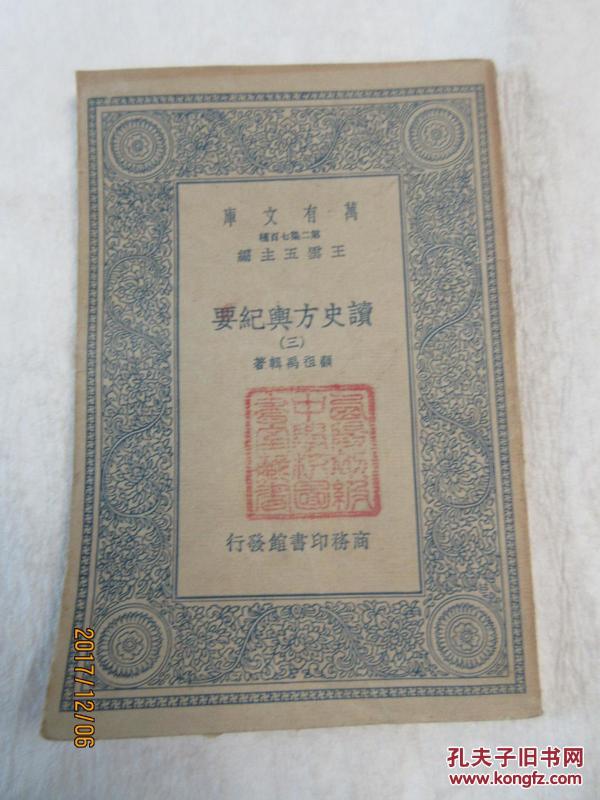 萬有文庫
第二集七百種
王雲五主編
讀史方輿紀要
(三)
顧祖禹輯著
商務印書館發行
2017/12/06
孔夫子旧书网
www.kongfz.com